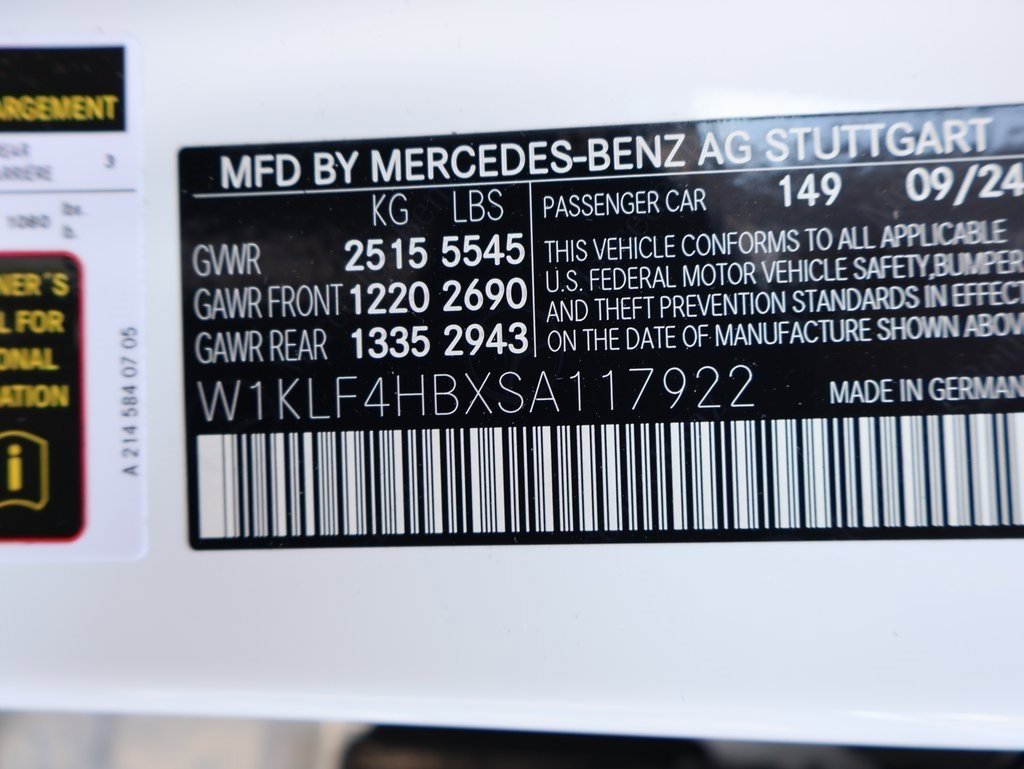 ARGEMENT
3
ARRIÈRE
1080 lbs.
lb.
NER´S
L FOR
ONAL
ATION
i
A 214 584 07 05
MFD BY MERCEDES-BENZ AG STUTTGART
KG LBS
GVWR 2515 5545
GAWR FRONT 1220 2690
GAWR REAR 1335 2943
PASSENGER CAR 149 09/24
THIS VEHICLE CONFORMS TO ALL APPLICABLE
U.S. FEDERAL MOTOR VEHICLE SAFETY,BUMPER
AND THEFT PREVENTION STANDARDS IN EFFECT
ON THE DATE OF MANUFACTURE SHOWN ABOV
W1KLF4HBXSA117922
MADE IN GERMAN